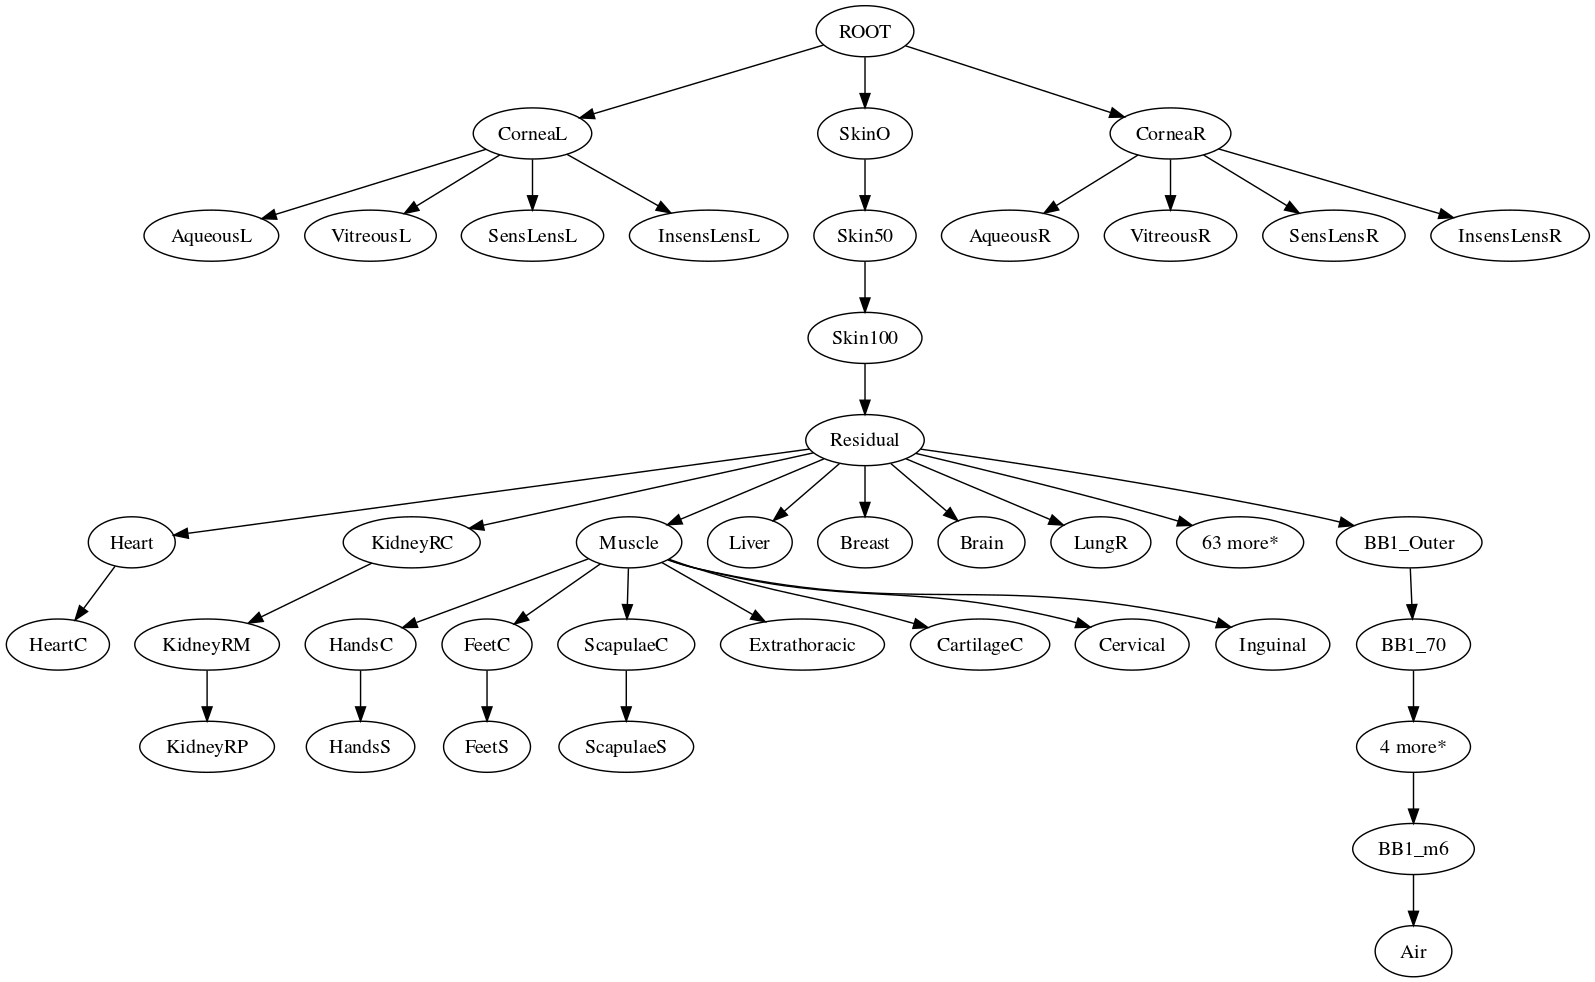 ROOT
CorneaL
SkinO
CorneaR
AqueousL
VitreousL
SensLensL
InsensLensL
Skin50
AqueousR
VitreousR
SensLensR
InsensLensR
Skin100
Residual
Heart
KidneyRC
Muscle
Liver
Breast
Brain
LungR
63 more*
BB1_Outer
HeartC
KidneyRM
HandsC
FeetC
ScapulaeC
Extrathoracic
CartilageC
Cervical
Inguinal
BB1_70
KidneyRP
HandsS
FeetS
ScapulaeS
4 more*
BB1_m6
Air